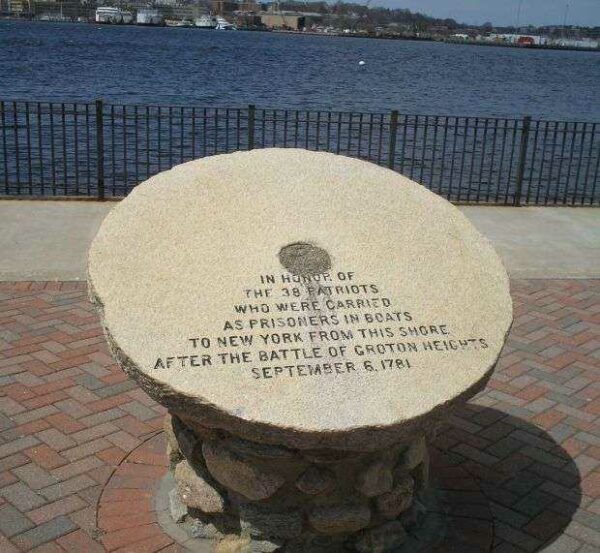 IN HONOR OF
THE 38 PATRIOTS
WHO WERE CARRIED
AS PRISONERS IN BOATS
TO NEW YORK FROM THIS SHORE
AFTER THE BATTLE OF GROTON HEIGHTS
SEPTEMBER 6, 1781